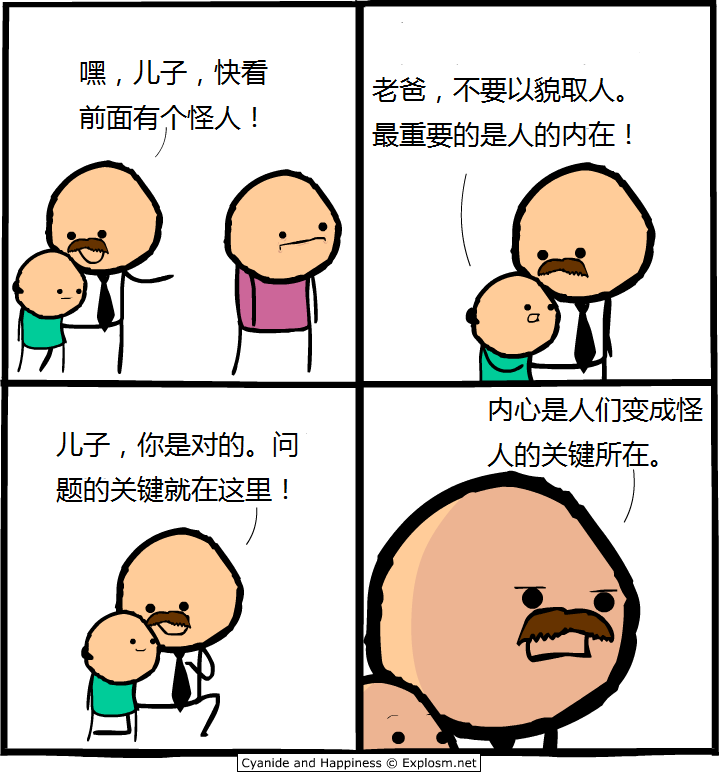 嘿，儿子，快看
前面有个怪人！
老爸，不要以貌取人。
最重要的是人的内在！
儿子，你是对的。问
题的关键就在这里！
内心是人们变成怪
人的关键所在。
Cyanide and Happiness © Explosm.net